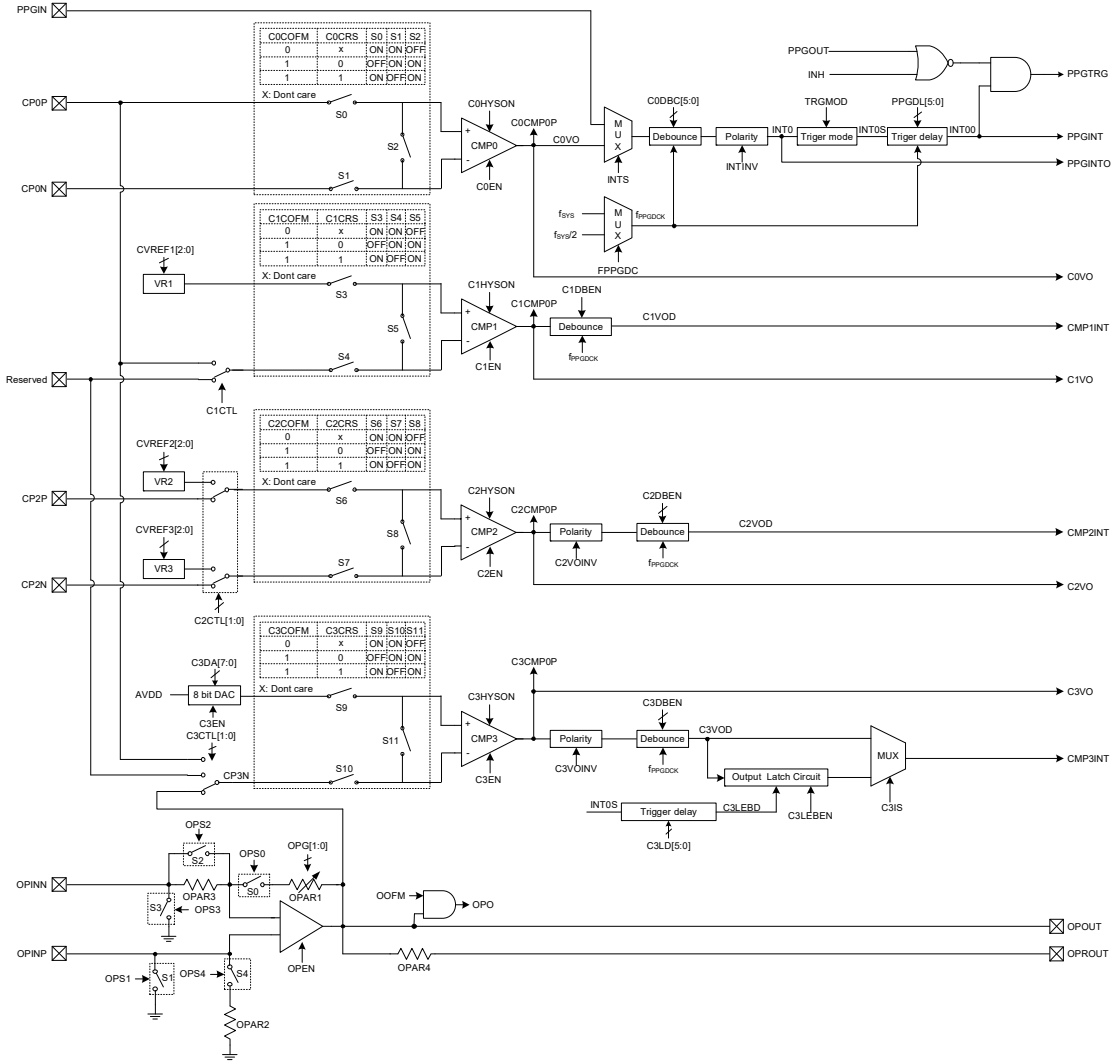 PPGIN
C0COFM C0CRS S0 S1 S2
0 x ON ON OFF
1 0 OFF ON ON
1 1 ON OFF ON
X: Dont care
CP0P
S0
S2
S1
CP0N
C0HYSON
+
-
CMP0
C0EN
C0CMP0P
C0VO
MUX
INTS
C0DBC[5:0]
Debounce
Polarity
INTINV
INT0
TRGMOD
Triger mode
INT0S
PPGDL[5:0]
Triger delay
INT00
PPGOUT
INH
PPGTRG
PPGINT
PPGINTO
fSYS
fSYS/2
MUX
fPPGDCK
FPPGDC
C0VO
C1COFM C1CRS S3 S4 S5
0 x ON ON OFF
1 0 OFF ON ON
1 1 ON OFF ON
X: Dont care
CVREF1[2:0]
VR1
S3
S5
S4
Reserved
C1CTL
C1HYSON
+
-
CMP1
C1EN
C1CMP0P
C1DBEN
Debounce
fPPGDCK
C1VOD
CMP1INT
C1VO
C2COFM C2CRS S6 S7 S8
0 x ON ON OFF
1 0 OFF ON ON
1 1 ON OFF ON
X: Dont care
CVREF2[2:0]
VR2
CP2P
CVREF3[2:0]
VR3
CP2N
C2CTL[1:0]
S6
S8
S7
C2HYSON
+
-
CMP2
C2EN
C2CMP0P
Polarity
C2VOINV
C2DBEN
Debounce
fPPGDCK
C2VOD
CMP2INT
C2VO
C3COFM C3CRS S9 S10 S11
0 x ON ON OFF
1 0 OFF ON ON
1 1 ON OFF ON
X: Dont care
C3DA[7:0]
AVDD
8 bit DAC
C3EN
C3CTL[1:0]
CP3N
S9
S11
S10
C3HYSON
+
-
CMP3
C3EN
C3CMP0P
C3VO
Polarity
C3VOINV
C3DBEN
Debounce
fPPGDCK
C3VOD
Output Latch Circuit
MUX
CMP3INT
C3IS
INT0S
Trigger delay
C3LEBD
C3LEBEN
C3LD[5:0]
OPS2
S2
OPS0
S0
OPG[1:0]
OPINN
OPAR3
OPAR1
S3
OPS3
OPINP
OPS1
S1
OPS4
S4
OPAR2
OPEN
OOFM
OPO
OPOUT
OPAR4
OPROUT